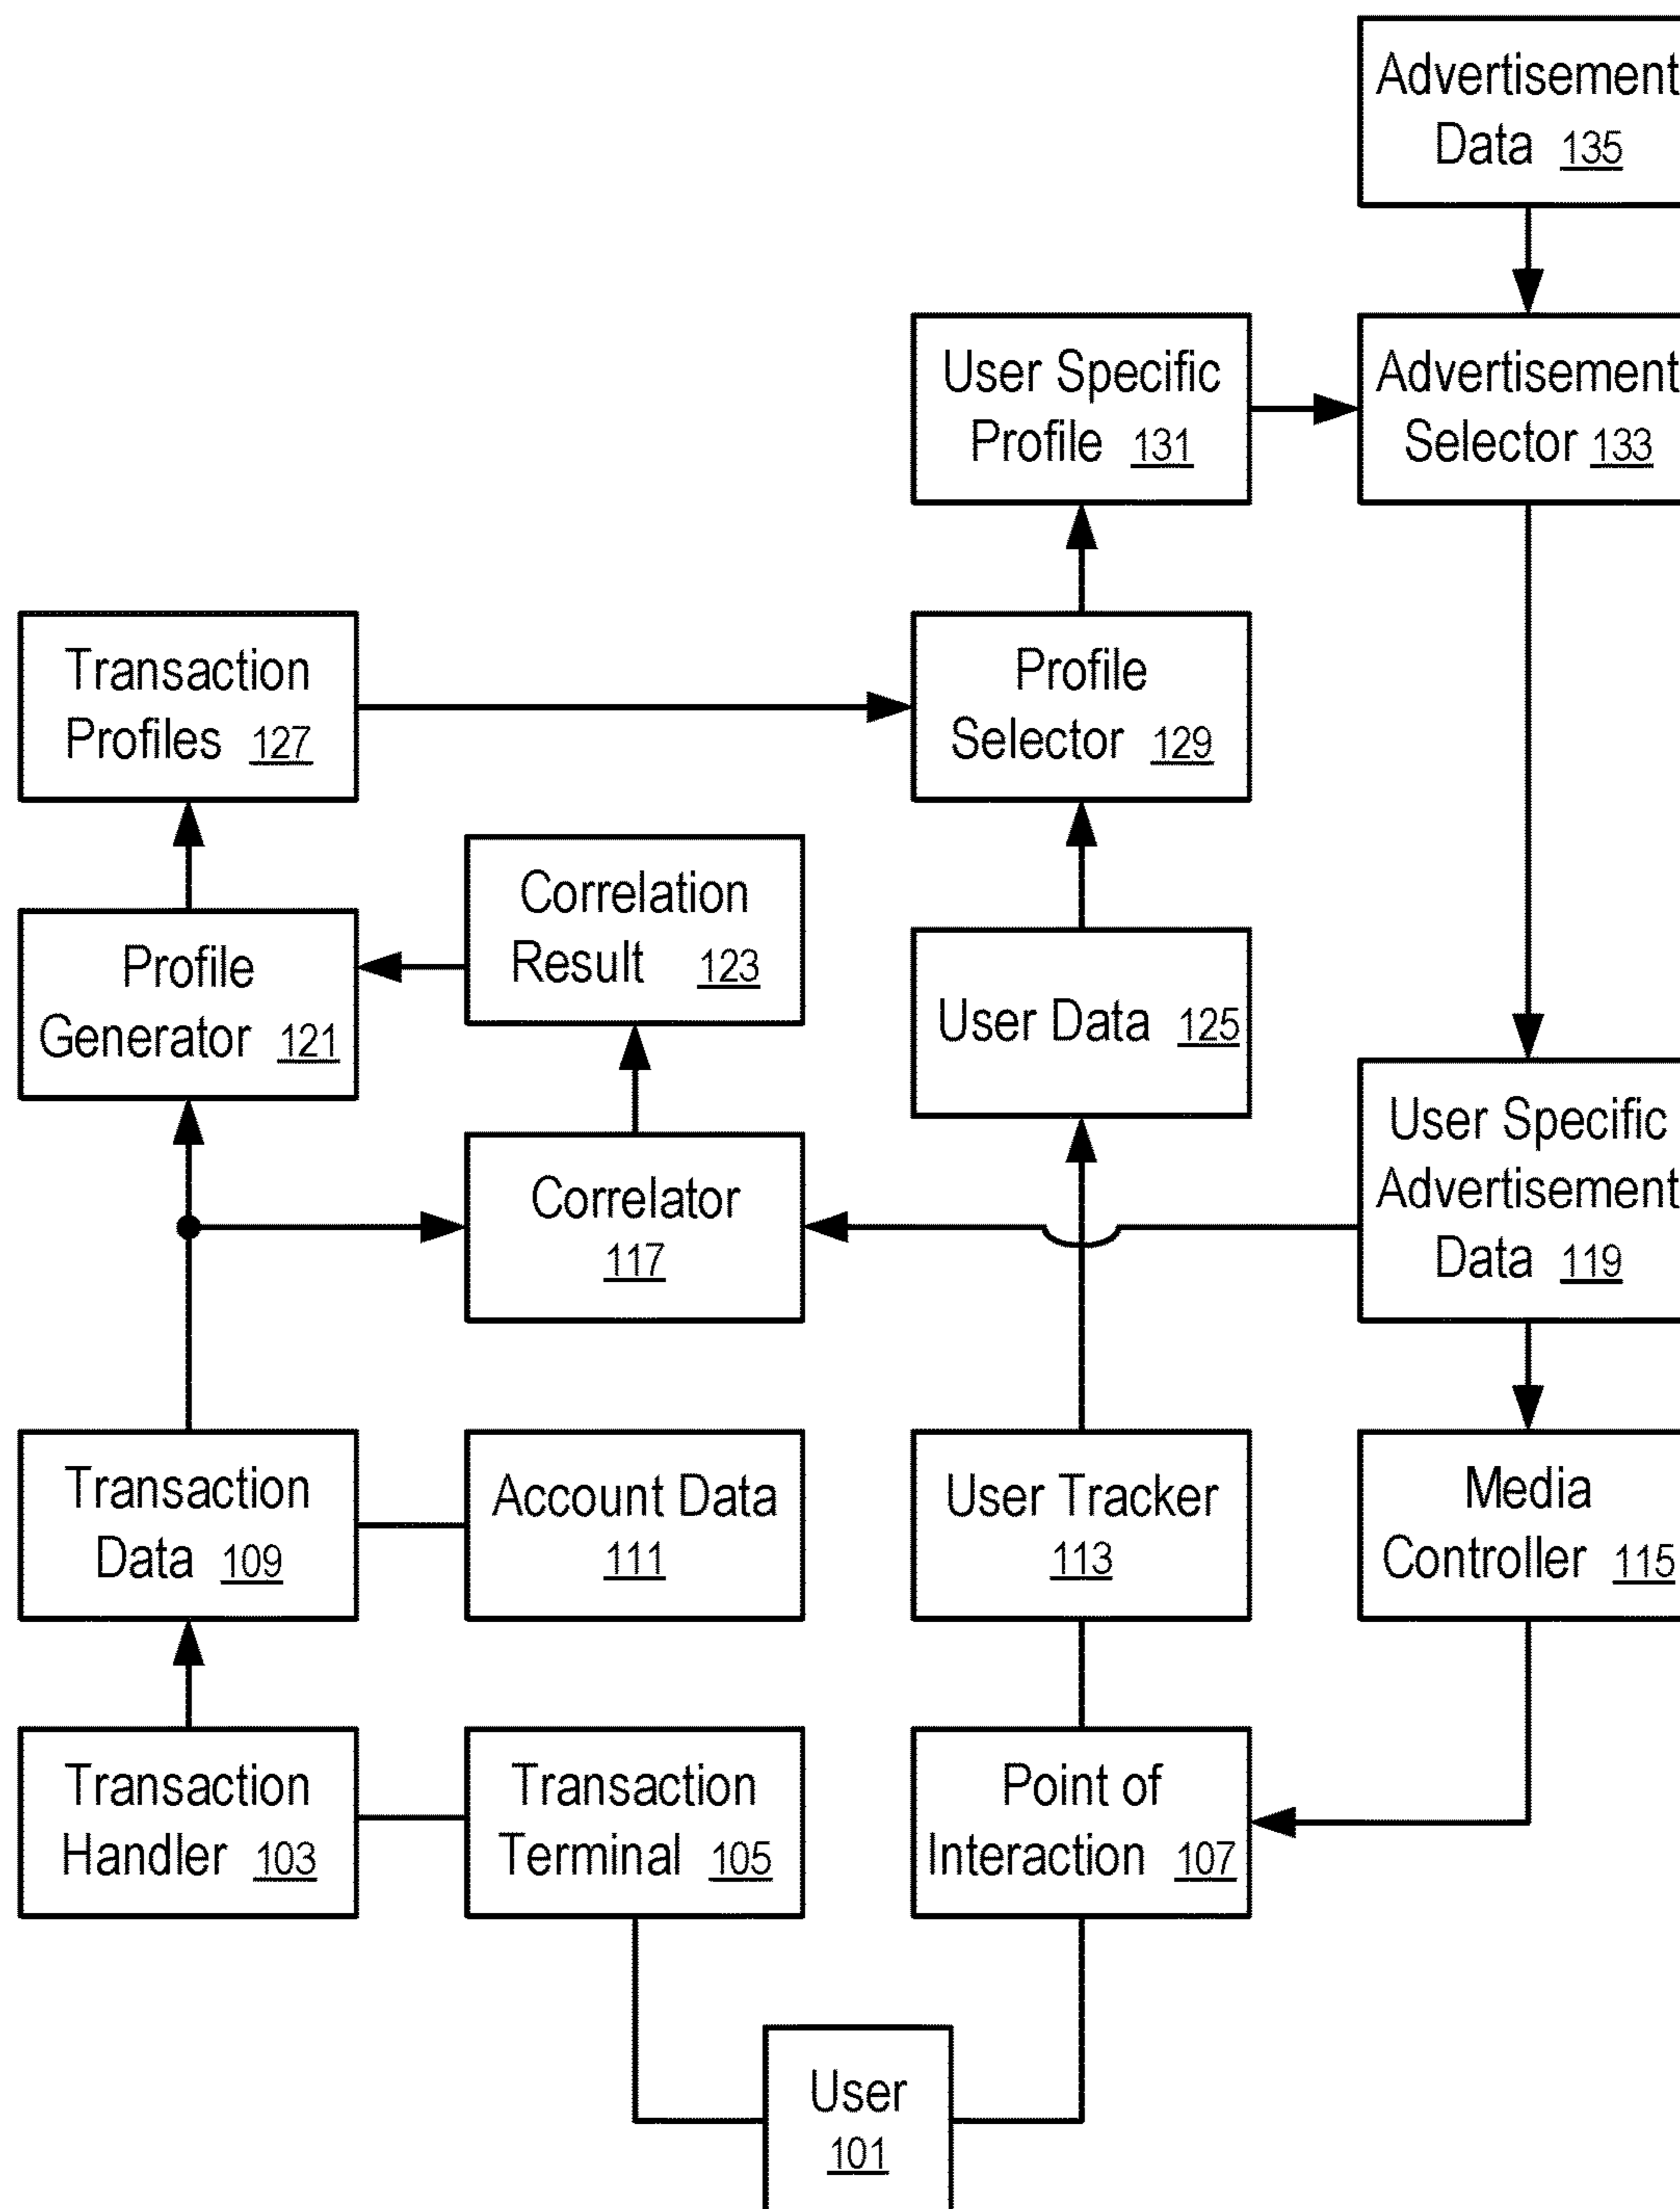 Advertisement
Data 135
User Specific
Profile 131
Advertisement
Selector 133
Transaction
Profiles 127
Profile
Selector 129
Correlation
Result 123
Profile
Generator 121
User Data 125
User Specific
Advertisement
Data 119
Correlator
117
Transaction
Data 109
Account Data
111
User Tracker
113
Media
Controller 115
Transaction
Handler 103
Transaction
Terminal 105
Point of
Interaction 107
User
101